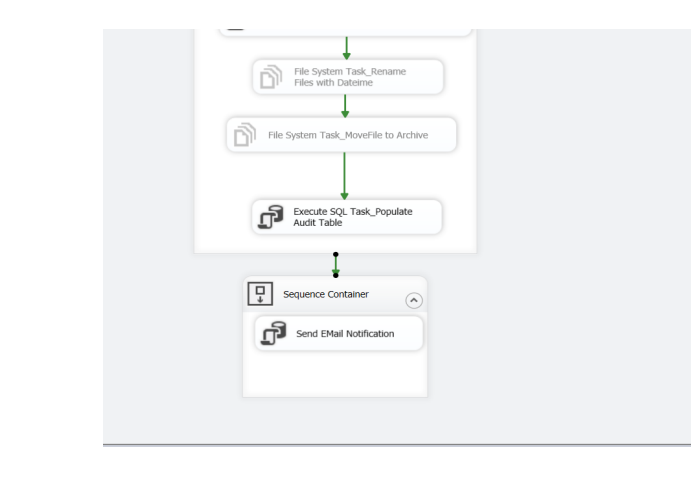 File System Task_Rename
Files with Dateime
File System Task_MoveFile to Archive
Execute SQL Task_Populate
Audit Table
Sequence Container
Send EMail Notification